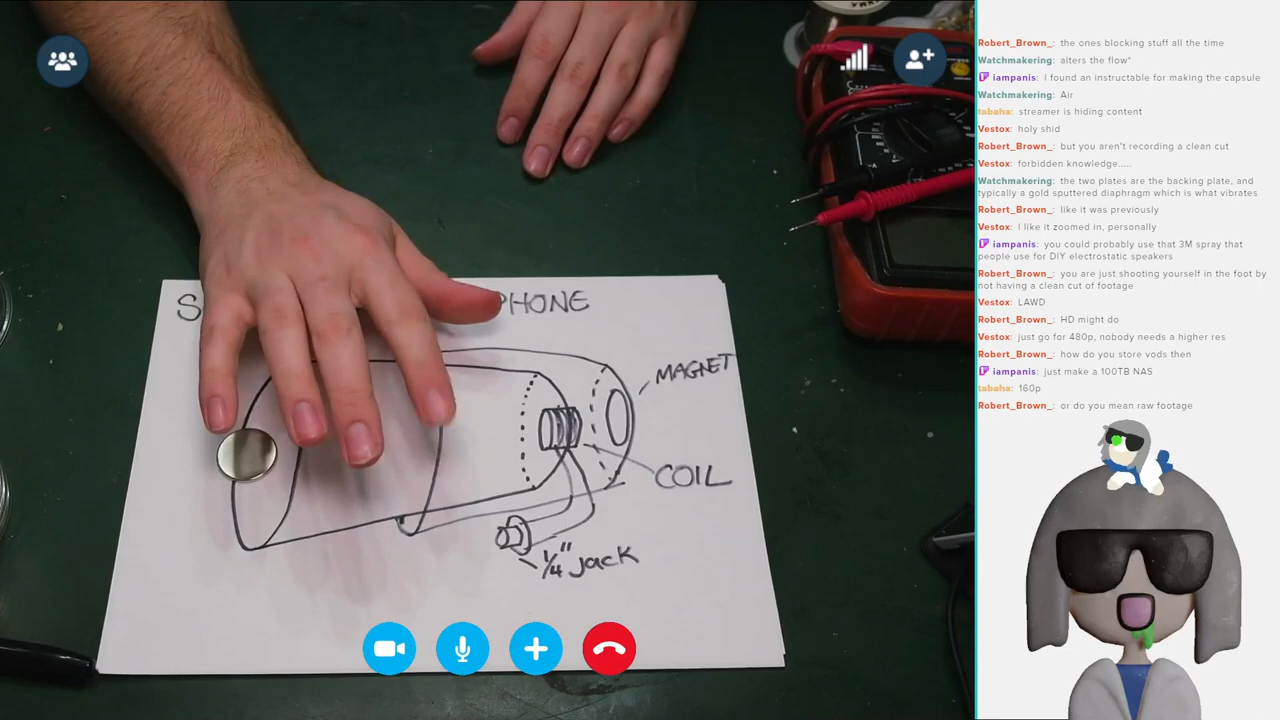 PHONE
MAGNET
COIL
1/4" Jack
Robert_Brown_: the ones blocking stuff all the time
Watchmakering: alters the flow*
iampanis: I found an instructable for making the capsule
Watchmakering: Air
tabaha: streamer is hiding content
Vestox: holy shid
Robert_Brown_: but you aren't recording a clean cut
Vestox: forbidden knowledge.....
Watchmakering: the two plates are the backing plate, and
typically a gold sputtered diaphragm which is what vibrates
Robert_Brown_: like it was previously
Vestox: I like it zoomed in, personally
iampanis: you could probably use that 3M spray that
people use for DIY electrostatic speakers
Robert_Brown_: you are just shooting yourself in the foot by
not having a clean cut of footage
Vestox: LAWD
Robert_Brown_: HD might do
Vestox: just go for 480p, nobody needs a higher res
Robert_Brown_: how do you store vods then
iampanis: just make a 100TB NAS
tabaha: 160p
Robert_Brown_: or do you mean raw footage